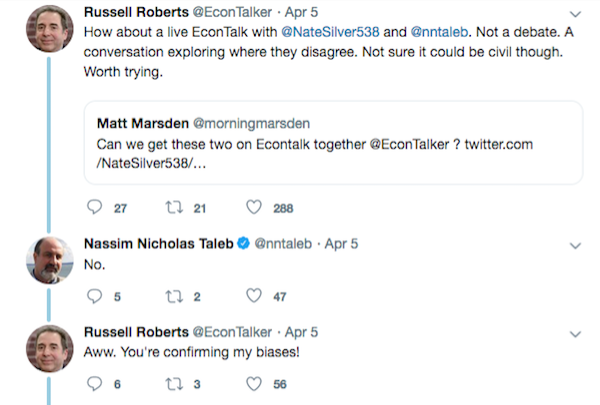 Russell Roberts @EconTalker · Apr 5
How about a live EconTalk with @NateSilver538 and @nntaleb. Not a debate. A
conversation exploring where they disagree. Not sure it could be civil though.
Worth trying.
Matt Marsden @morningmarsden
Can we get these two on Econtalk together @EconTalker ? twitter.com
/NateSilver538/...
27 21 288
Nassim Nicholas Taleb @nntaleb · Apr 5
No.
5 2 47
Russell Roberts @EconTalker · Apr 5
Aww. You're confirming my biases!
6 3 56